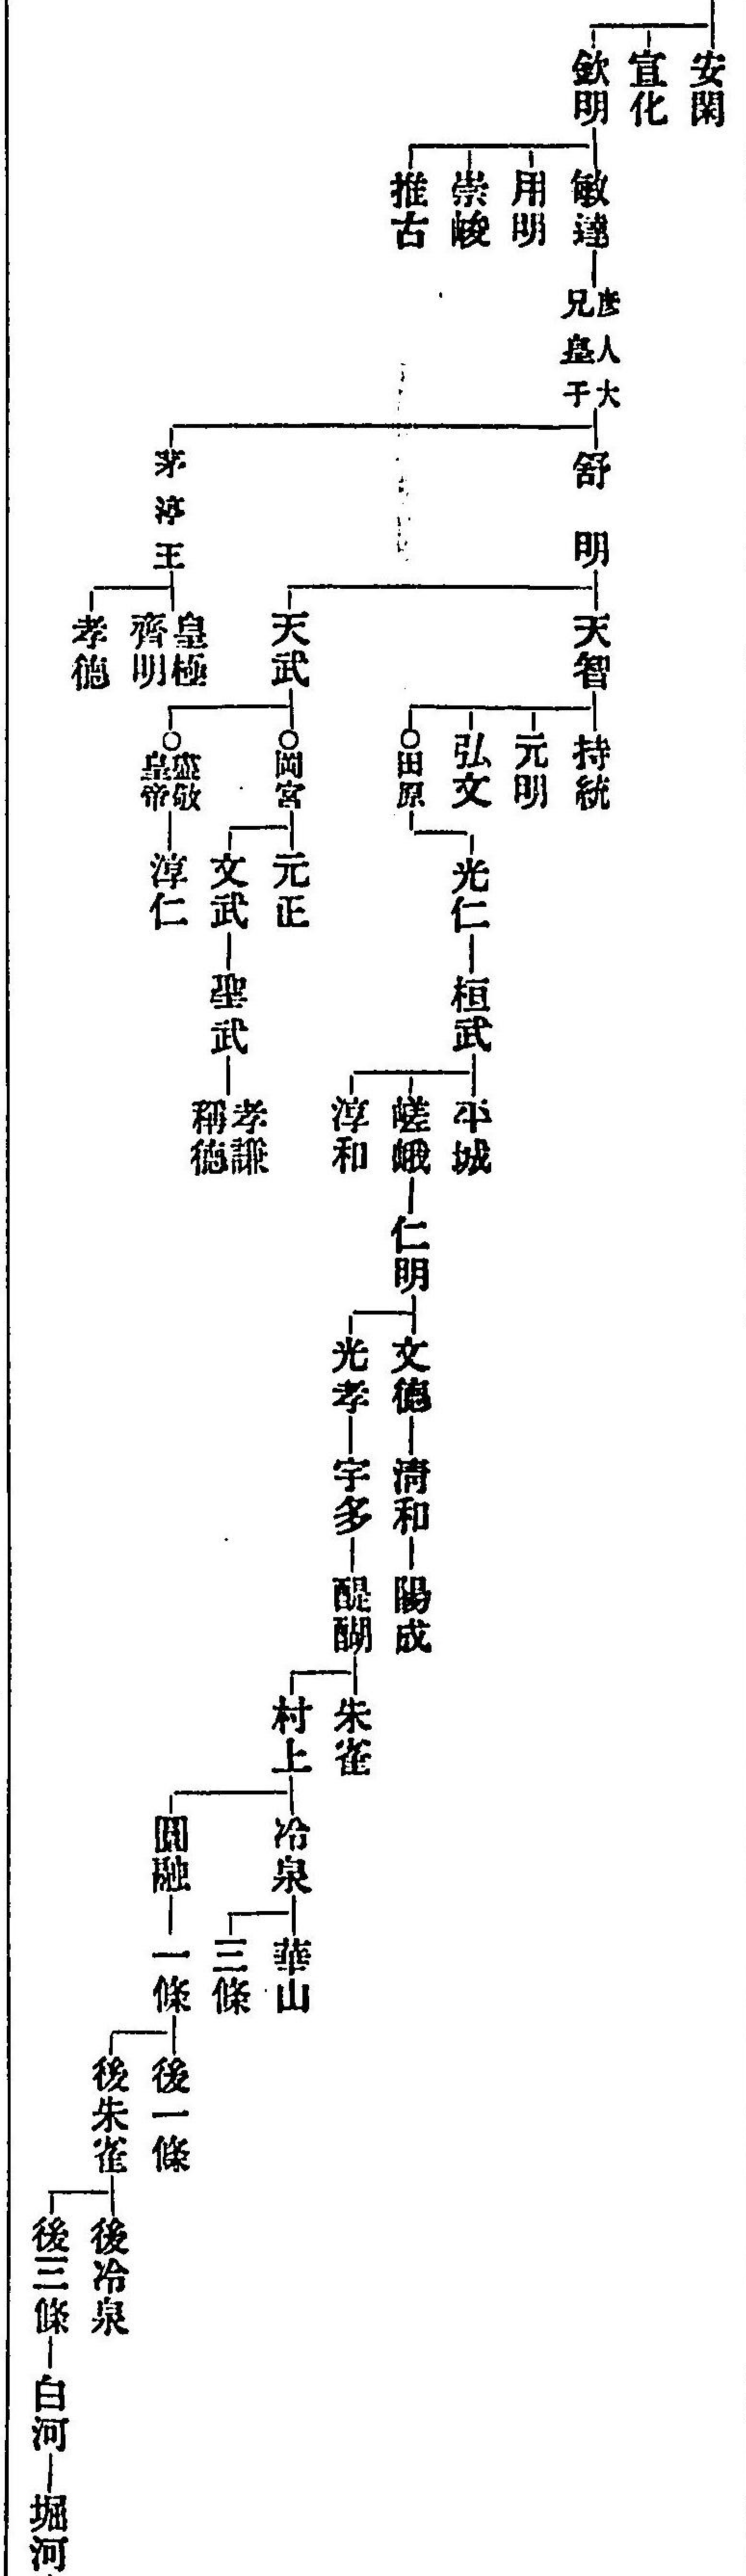 安閑
宣化
欽明
敏達
用明
崇峻
推古
彥人大
兄皇子
舒明
茅渟王
天智
天武
皇極
齊明
孝德
持統
元明
弘文
田原
岡宮
盡敬
皇帝
光仁
元正
文武
淳仁
桓武
聖武
平城
嵯峨
淳和
孝謙
稱德
仁明
文德
光孝
淸和
宇多
陽成
醍醐
朱雀
村上
冷泉
圓融
華山
三條
一條
後一條
後朱雀
後冷泉
後三條
白河
堀河